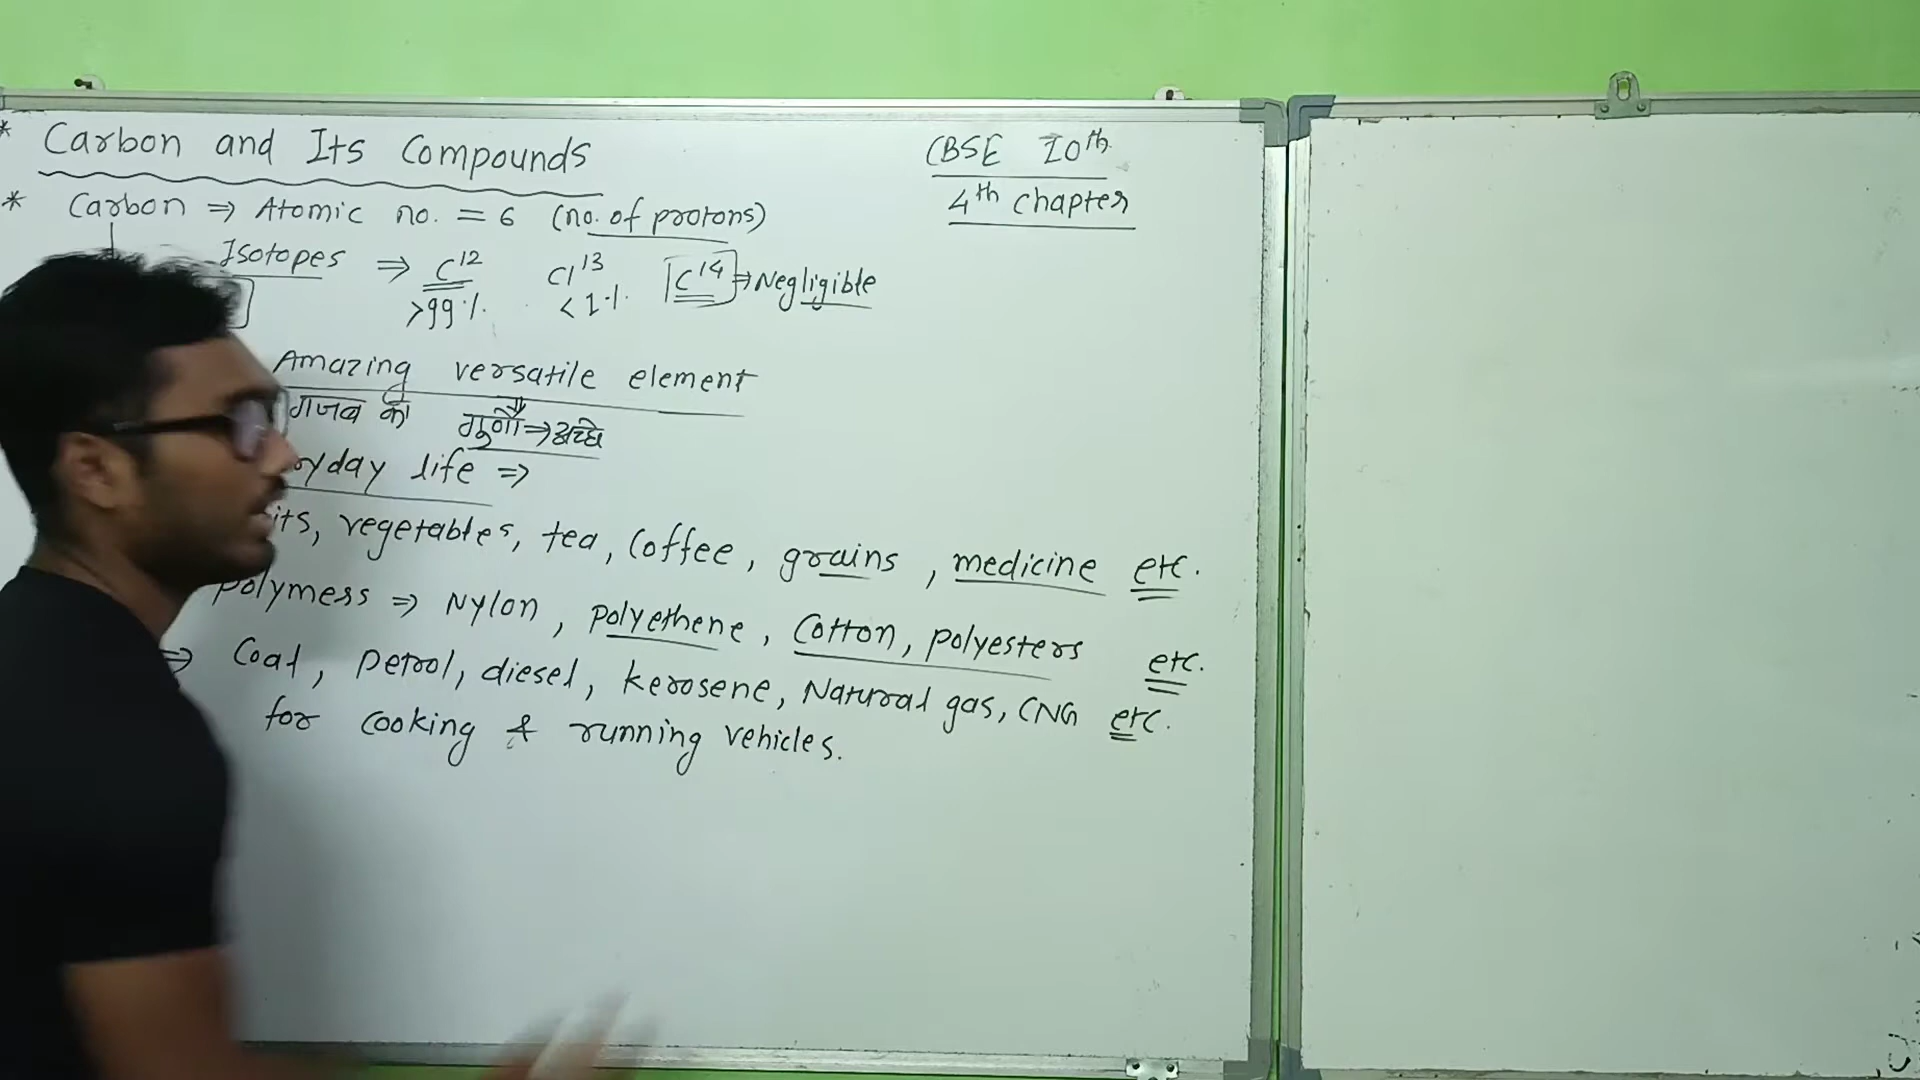 * Carbon and Its Compounds
CBSE 10th
4th chapter
* Carbon ⇒ Atomic no. = 6 (no. of protons)
Isotopes ⇒ C12 C13 C14 ⇒ Negligible
>99% <1%
Amazing versatile element
गजब का गुणी ⇒ अच्छे
yday life ⇒
its, vegetables, tea, coffee, grains, medicine etc.
polymess ⇒ Nylon, polyethene, Cotton, polyesters etc.
⇒ Coal, petrol, diesel, kerosene, Natural gas, CNG etc.
for cooking & running vehicles.